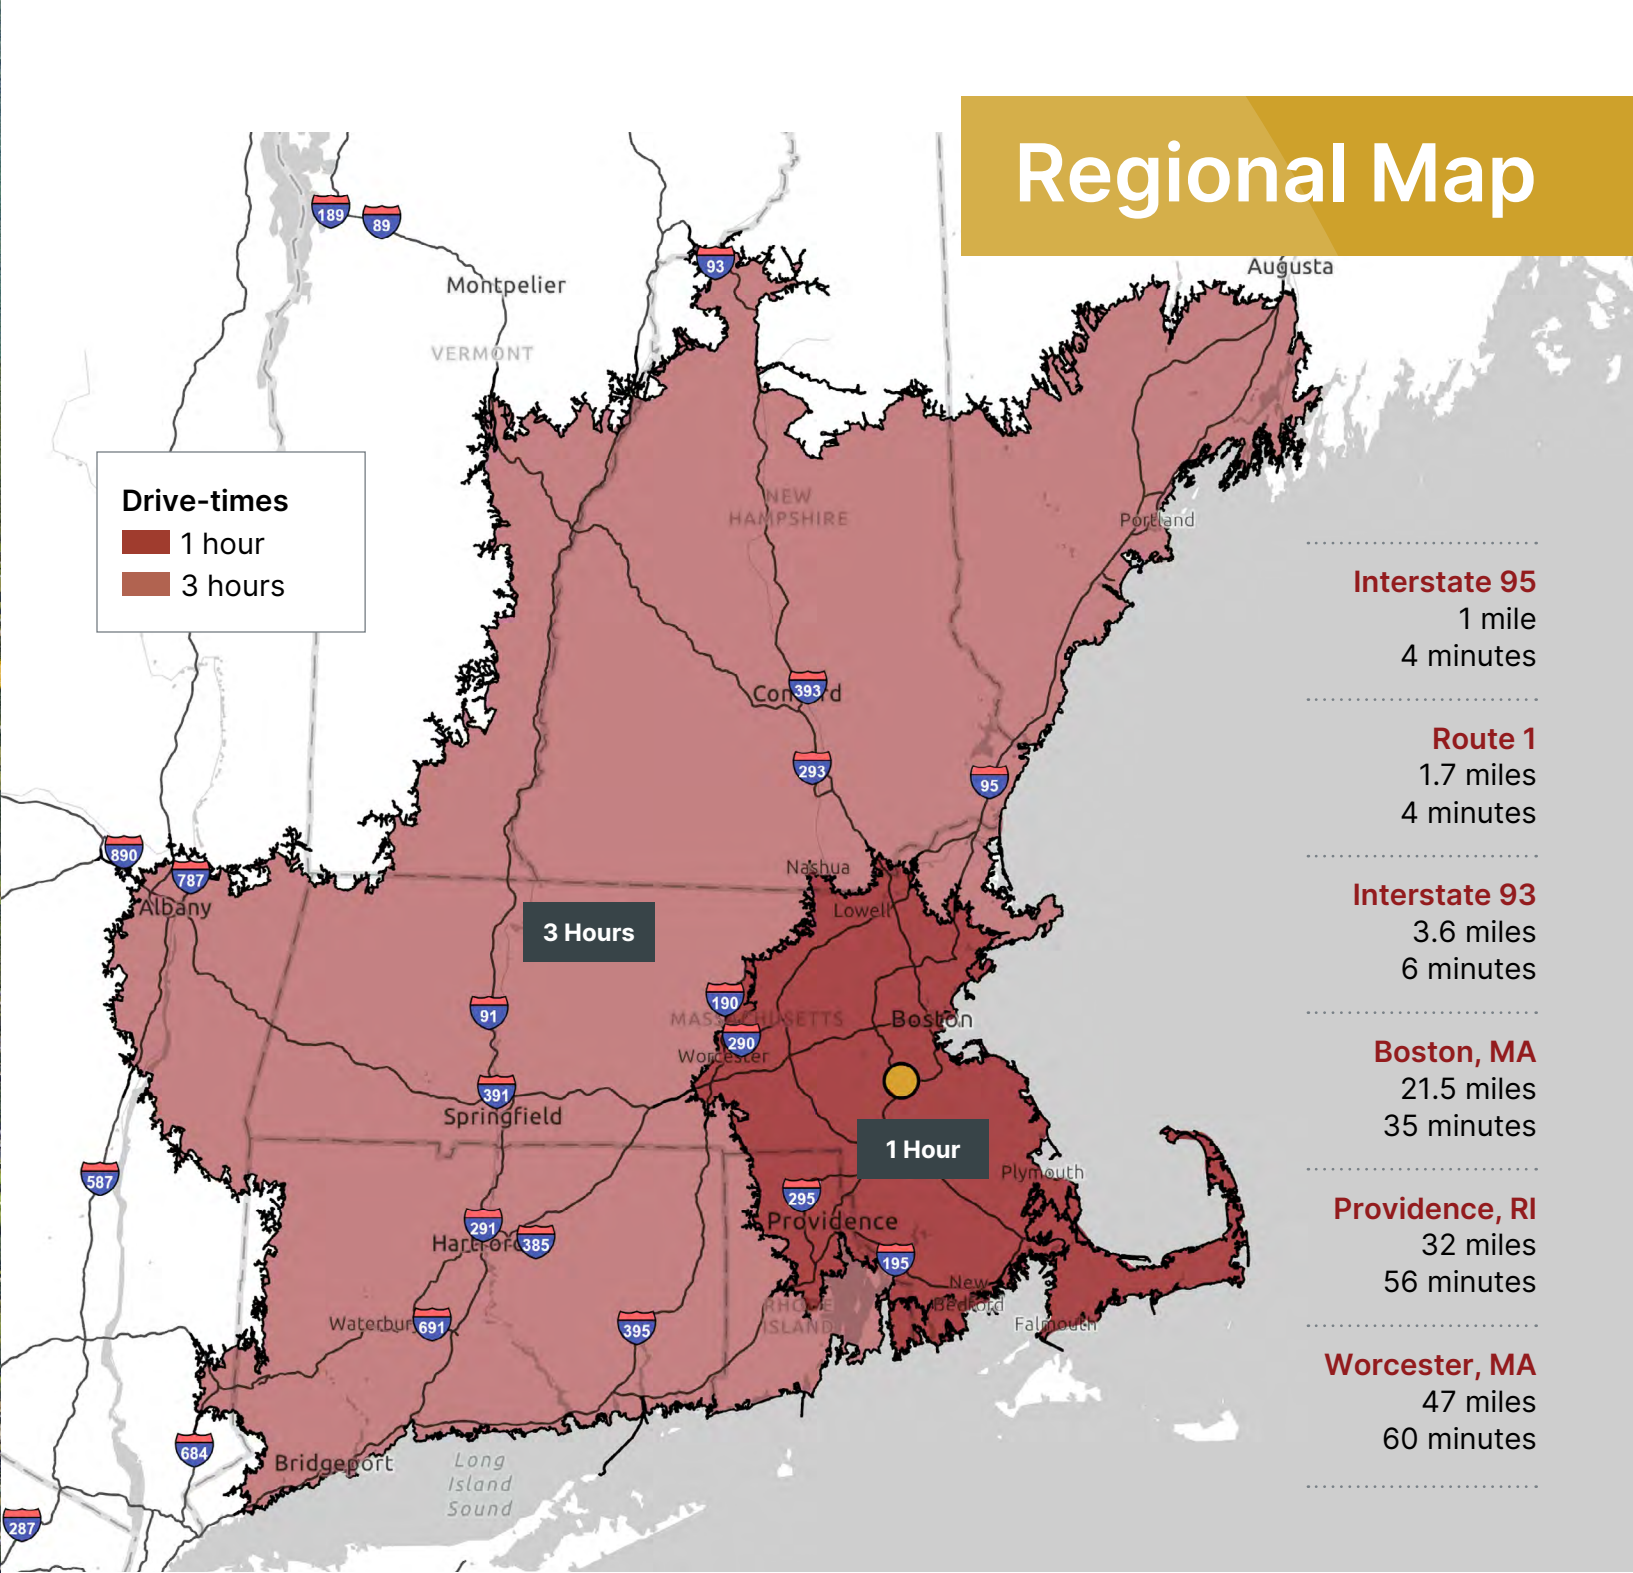 Regional Map
Augusta
189
89
93
Montpelier
VERMONT
Drive-times
1 hour
3 hours
NEW
HAMPSHIRE
Portland
Interstate 95
1 mile
4 minutes
393
293
95
Route 1
1.7 miles
4 minutes
890
787
Albany
Nashua
Lowell
3 Hours
Interstate 93
3.6 miles
6 minutes
91
190
MASSACHUSETTS
Boston
290
Worcester
391
Springfield
Boston, MA
21.5 miles
35 minutes
1 Hour
Plymouth
587
295
Providence
291
385
195
Providence, RI
32 miles
56 minutes
New
Bedford
RHODE
ISLAND
Falmouth
Waterbury
691
395
Worcester, MA
47 miles
60 minutes
684
Bridgeport
Long
Island
Sound
287